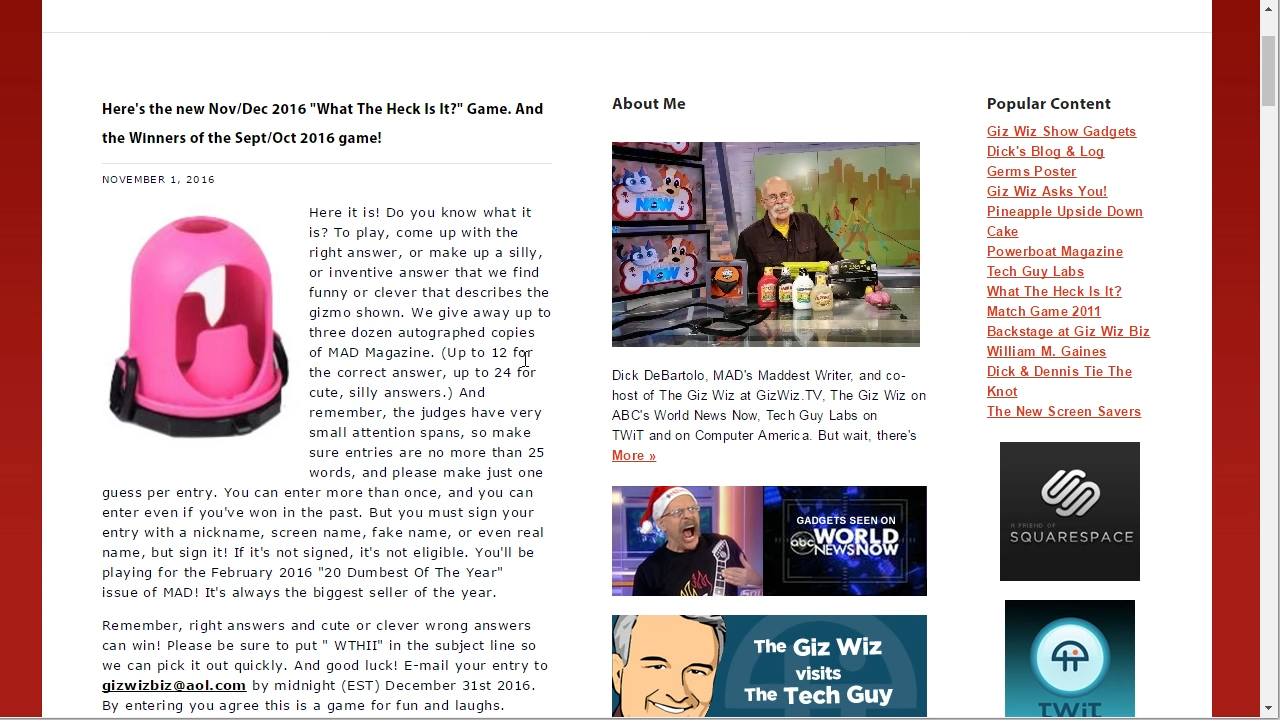 Here's the new Nov/Dec 2016 "What The Heck Is It?" Game. And
the Winners of the Sept/Oct 2016 game!
NOVEMBER 1, 2016
Here it is! Do you know what it
is? To play, come up with the
right answer, or make up a silly,
or inventive answer that we find
funny or clever that describes the
gizmo shown. We give away up to
three dozen autographed copies
of MAD Magazine. (Up to 12 for
the correct answer, up to 24 for
cute, silly answers.) And
remember, the judges have very
small attention spans, so make
sure entries are no more than 25
words, and please make just one
guess per entry. You can enter more than once, and you can
enter even if you've won in the past. But you must sign your
entry with a nickname, screen name, fake name, or even real
name, but sign it! If it's not signed, it's not eligible. You'll be
playing for the February 2016 "20 Dumbest Of The Year"
issue of MAD! It's always the biggest seller of the year.
Remember, right answers and cute or clever wrong answers
can win! Please be sure to put " WTHII" in the subject line so
we can pick it out quickly. And good luck! E-mail your entry to
gizwizbiz@aol.com by midnight (EST) December 31st 2016.
By entering you agree this is a game for fun and laughs.
About Me
NOW
NOW
Dick DeBartolo, MAD's Maddest Writer, and co-
host of The Giz Wiz at GizWiz.TV, The Giz Wiz on
ABC's World News Now, Tech Guy Labs on
TWiT and on Computer America. But wait, there's
More »
GADGETS SEEN ON
abc WORLD
NEWS NOW
The Giz Wiz
visits
The Tech Guy
Popular Content
Giz Wiz Show Gadgets
Dick's Blog & Log
Germs Poster
Giz Wiz Asks You!
Pineapple Upside Down
Cake
Powerboat Magazine
Tech Guy Labs
What The Heck Is It?
Match Game 2011
Backstage at Giz Wiz Biz
William M. Gaines
Dick & Dennis Tie The
Knot
The New Screen Savers
A FRIEND OF
SQUARESPACE
TWiT